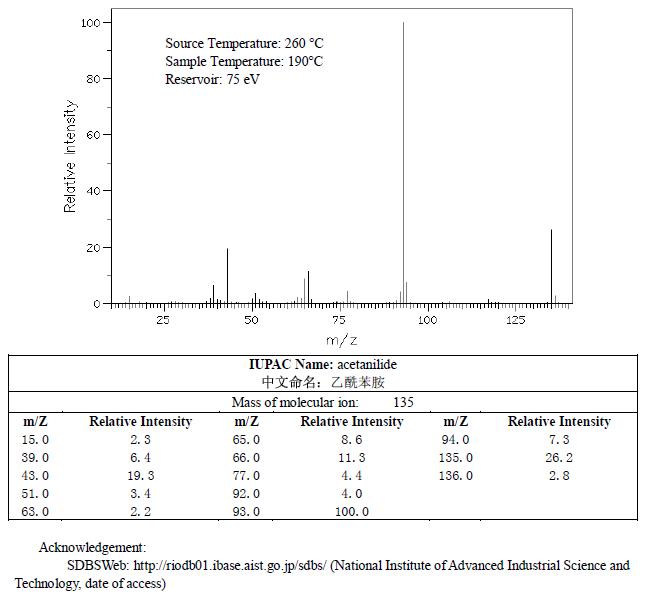 100
80
60
40
20
0
Relative Intensity
Source Temperature: 260 °C
Sample Temperature: 190°C
Reservoir: 75 eV
25 50 75 100 125
m/z
IUPAC Name: acetanilide
中文命名：乙酰苯胺
Mass of molecular ion: 135
m/Z Relative Intensity m/Z Relative Intensity m/Z Relative Intensity
15.0 2.3 65.0 8.6 94.0 7.3
39.0 6.4 66.0 11.3 135.0 26.2
43.0 19.3 77.0 4.4 136.0 2.8
51.0 3.4 92.0 4.0
63.0 2.2 93.0 100.0
Acknowledgement:
SDBSWeb: http://riodb01.ibase.aist.go.jp/sdbs/ (National Institute of Advanced Industrial Science and
Technology, date of access)